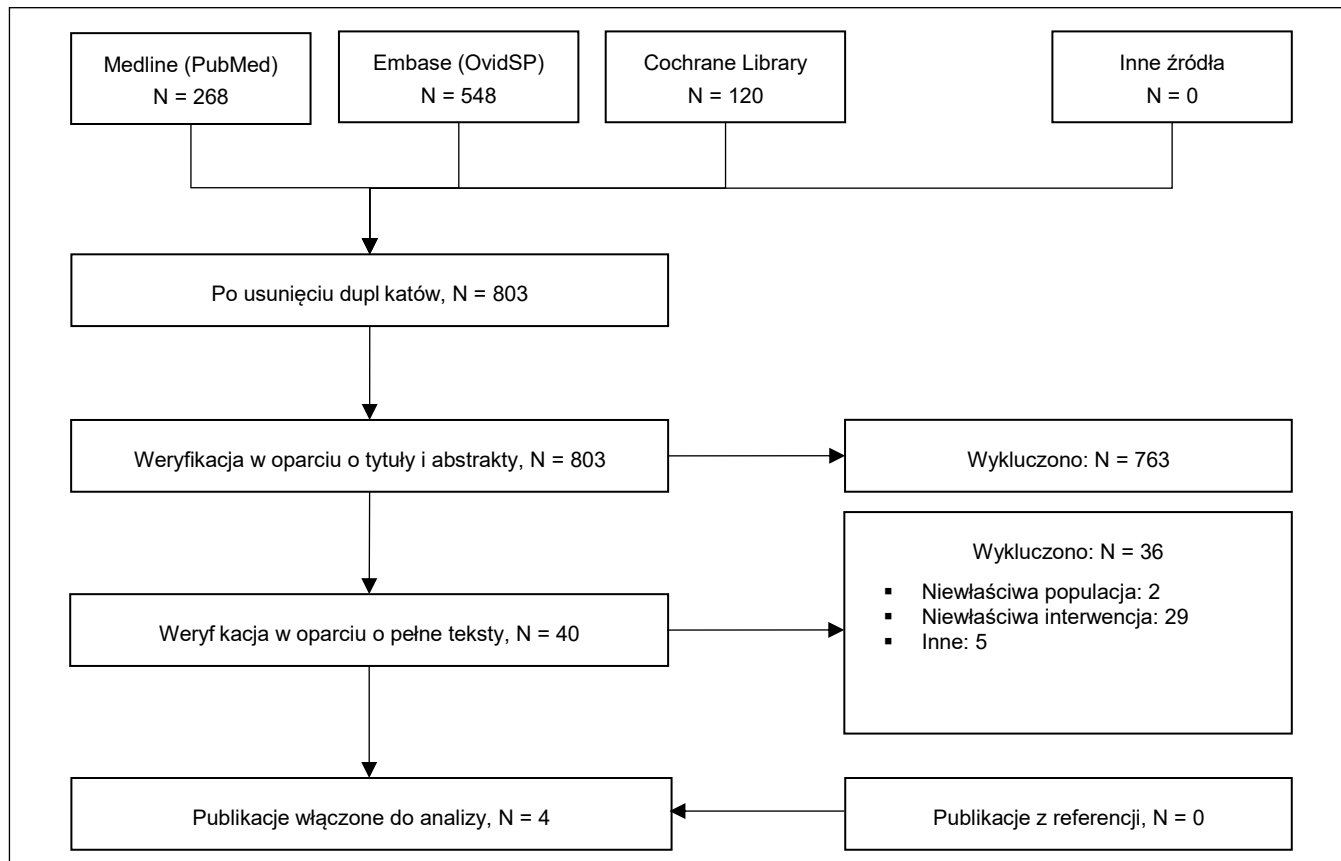 Medline (PubMed)
N = 268
Embase (OvidSP)
N = 548
Cochrane Library
N = 120
Inne źródła
N = 0
Po usunięciu dupl katów, N = 803
Weryfikacja w oparciu o tytuły i abstrakty, N = 803
Wykluczono: N = 763
Weryf kacja w oparciu o pełne teksty, N = 40
Wykluczono: N = 36
▪ Niewłaściwa populacja: 2
▪ Niewłaściwa interwencja: 29
▪ Inne: 5
Publikacje włączone do analizy, N = 4
Publikacje z referencji, N = 0